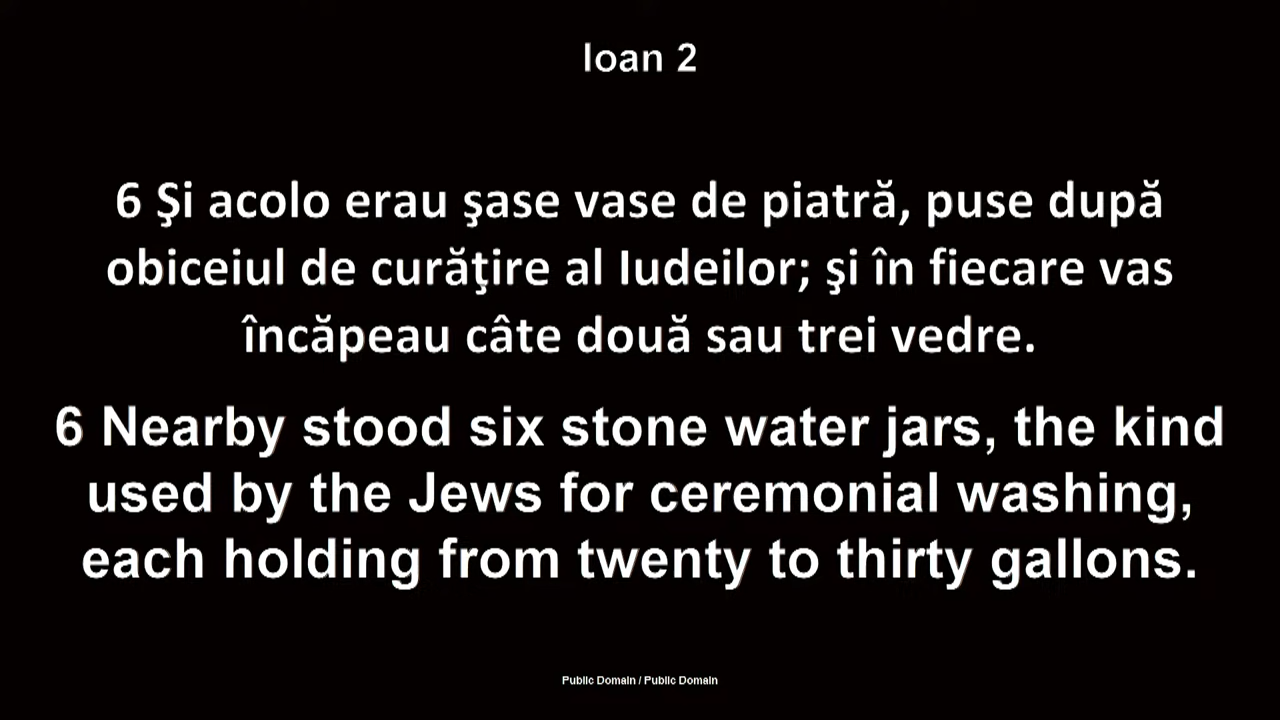 Ioan 2
6 Şi acolo erau şase vase de piatră, puse după
obiceiul de curăţire al Iudeilor; şi în fiecare vas
încăpeau câte două sau trei vedre.
6 Nearby stood six stone water jars, the kind
used by the Jews for ceremonial washing,
each holding from twenty to thirty gallons.
Public Domain / Public Domain